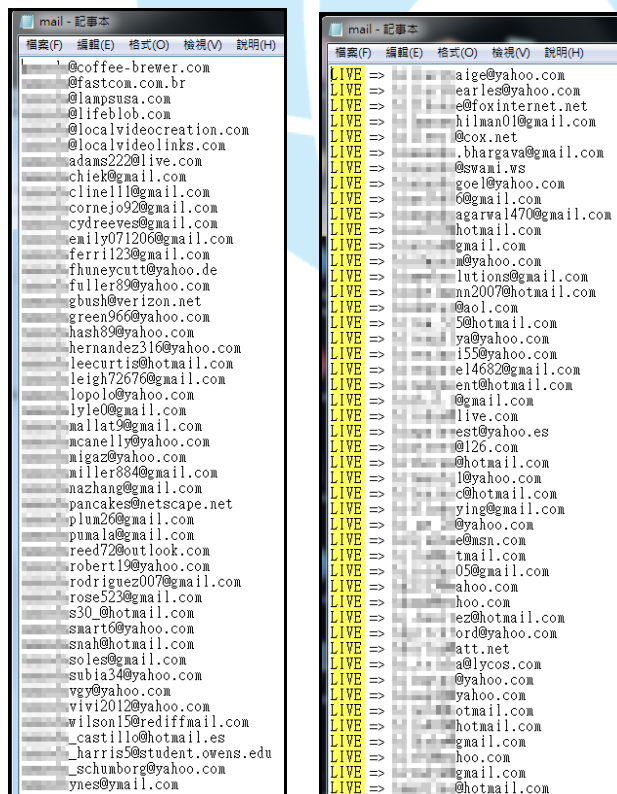 mail - 記事本
檔案(F) 編輯(E) 格式(O) 檢視(V) 說明(H)
@coffee-brewer.com
@fastcom.com.br
@lampsusa.com
@lifeblob.com
@localvideocreation.com
@localvideolinks.com
adams222@live.com
chiek@gmail.com
cline111@gmail.com
cornejo92@gmail.com
cydreeves@gmail.com
emily071206@gmail.com
ferri123@gmail.com
fhuneycutt@yahoo.de
fuller89@yahoo.com
gbush@verizon.net
green966@yahoo.com
hash89@yahoo.com
hernandez316@yahoo.com
leecurtis@hotmail.com
leigh72676@gmail.com
lopolo@yahoo.com
lyle0@gmail.com
mallat9@gmail.com
mcanelly@yahoo.com
migaz@yahoo.com
miller884@gmail.com
nazhang@gmail.com
pancakes@netscape.net
plum26@gmail.com
pumala@gmail.com
reed72@outlook.com
robert19@yahoo.com
rodriguez007@gmail.com
rose523@gmail.com
s30_@hotmail.com
smart6@yahoo.com
snah@hotmail.com
soles@gmail.com
subia34@yahoo.com
vgy@yahoo.com
vivi2012@yahoo.com
wilson15@rediffmail.com
_castillo@hotmail.es
_harris5@student.owens.edu
_schumborg@yahoo.com
ynes@ymail.com
mail - 記事本
檔案(F) 編輯(E) 格式(O) 檢視(V) 說明(H)
LIVE => aige@yahoo.com
LIVE => earles@yahoo.com
LIVE => e@foxinternet.net
LIVE => hilman01@gmail.com
LIVE => @cox.net
LIVE => .bhargava@gmail.com
LIVE => @swami.ws
LIVE => goel@yahoo.com
LIVE => 6@gmail.com
LIVE => agarwal470@gmail.com
LIVE => hotmail.com
LIVE => gmail.com
LIVE => m@yahoo.com
LIVE => lutions@gmail.com
LIVE => nn2007@hotmail.com
LIVE => @aol.com
LIVE => 5@hotmail.com
LIVE => ya@yahoo.com
LIVE => i55@yahoo.com
LIVE => el4682@gmail.com
LIVE => ent@hotmail.com
LIVE => @gmail.com
LIVE => live.com
LIVE => est@yahoo.es
LIVE => @126.com
LIVE => @hotmail.com
LIVE => l@yahoo.com
LIVE => c@hotmail.com
LIVE => ying@gmail.com
LIVE => @yahoo.com
LIVE => e@msn.com
LIVE => tmail.com
LIVE => 05@gmail.com
LIVE => ahoo.com
LIVE => hoo.com
LIVE => ez@hotmail.com
LIVE => ord@yahoo.com
LIVE => att.net
LIVE => a@lycos.com
LIVE => @yahoo.com
LIVE => yahoo.com
LIVE => otmail.com
LIVE => hotmail.com
LIVE => gmail.com
LIVE => hoo.com
LIVE => gmail.com
LIVE => @hotmail.com